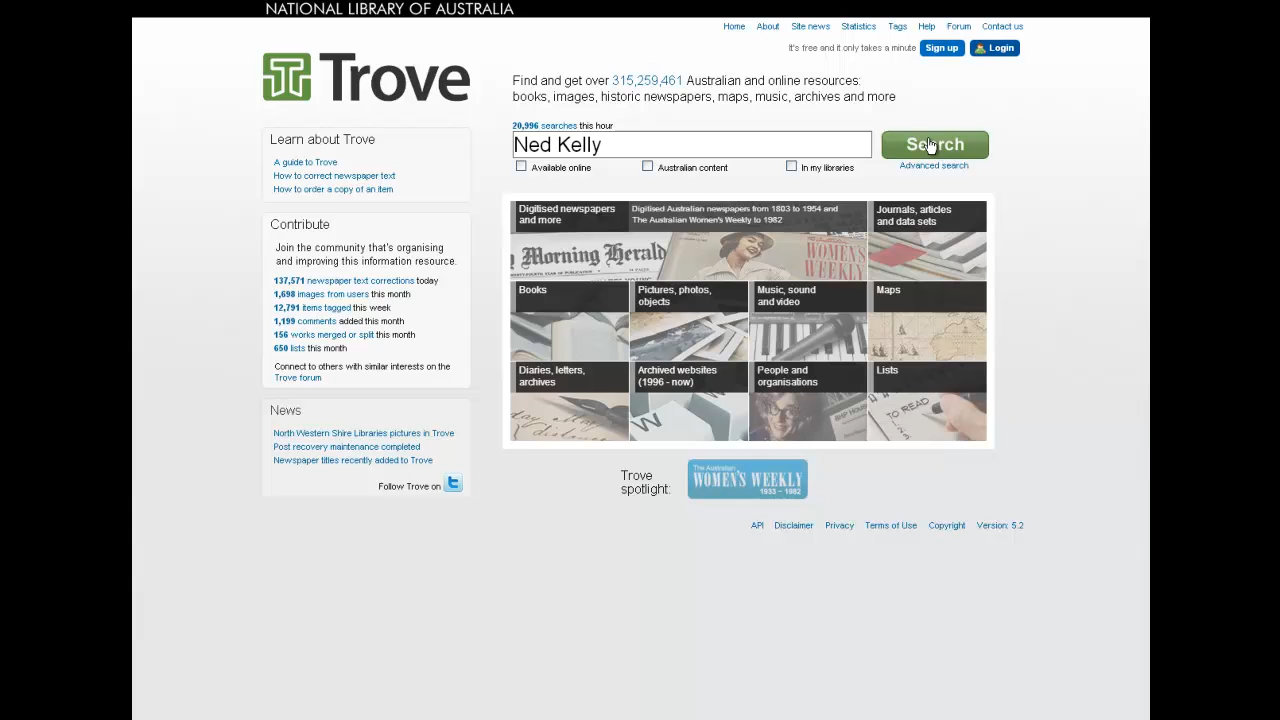 NATIONAL LIBRARY OF AUSTRALIA
Home About Site news Statistics Tags Help Forum Contact us
It's free and it only takes a minute Sign up Login
Trove
Find and get over 315,259,461 Australian and online resources:
books, images, historic newspapers, maps, music, archives and more
20,996 searches this hour
Ned Kelly
Search
Available online Australian content In my libraries
Advanced search
Learn about Trove
A guide to Trove
How to correct newspaper text
How to order a copy of an item
Contribute
Join the community that's organising
and improving this information resource.
137,571 newspaper text corrections today
1,698 images from users this month
12,791 items tagged this week
1,199 comments added this month
156 works merged or split this month
650 lists this month
Connect to others with similar interests on the
Trove forum
News
North Western Shire Libraries pictures in Trove
Post recovery maintenance completed
Newspaper titles recently added to Trove
Follow Trove on
Digitised newspapers
and more
Digitised Australian newspapers from 1803 to 1954 and
The Australian Women's Weekly to 1982
Journals, articles
and data sets
Morning Herald
WOMEN'S
WEEKLY
Books
Pictures, photos,
objects
Music, sound
and video
Maps
Diaries, letters,
archives
Archived websites
(1996 - now)
People and
organisations
Lists
W
W
TO READ
Trove
spotlight:
The Australian
WOMEN'S WEEKLY
1933 – 1982
API Disclaimer Privacy Terms of Use Copyright Version: 5.2